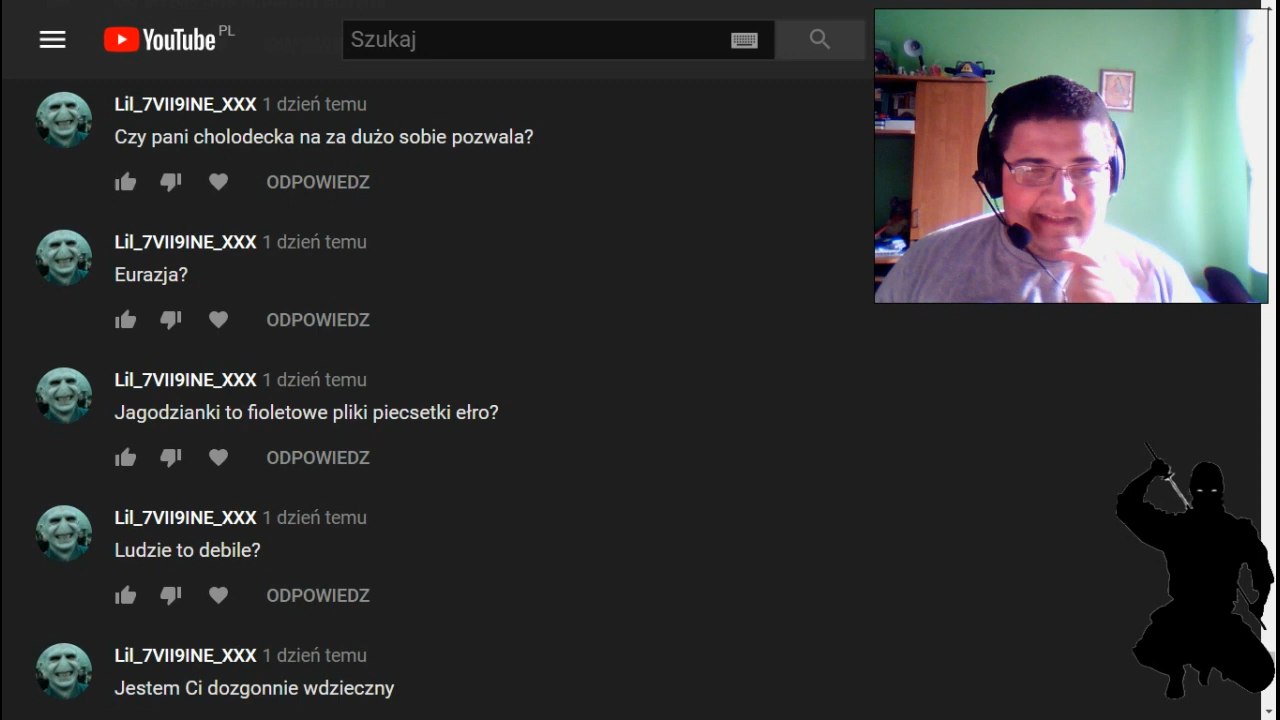 YouTube PL
Szukaj
Lil_7VII9INE_XXX 1 dzień temu
Czy pani cholodecka na za dużo sobie pozwala?
ODPOWIEDZ
Lil_7VII9INE_XXX 1 dzień temu
Eurazja?
ODPOWIEDZ
Lil_7VII9INE_XXX 1 dzień temu
Jagodzianki to fioletowe pliki piecsetki ełro?
ODPOWIEDZ
Lil_7VII9INE_XXX 1 dzień temu
Ludzie to debile?
ODPOWIEDZ
Lil_7VII9INE_XXX 1 dzień temu
Jestem Ci dozgonnie wdzieczny